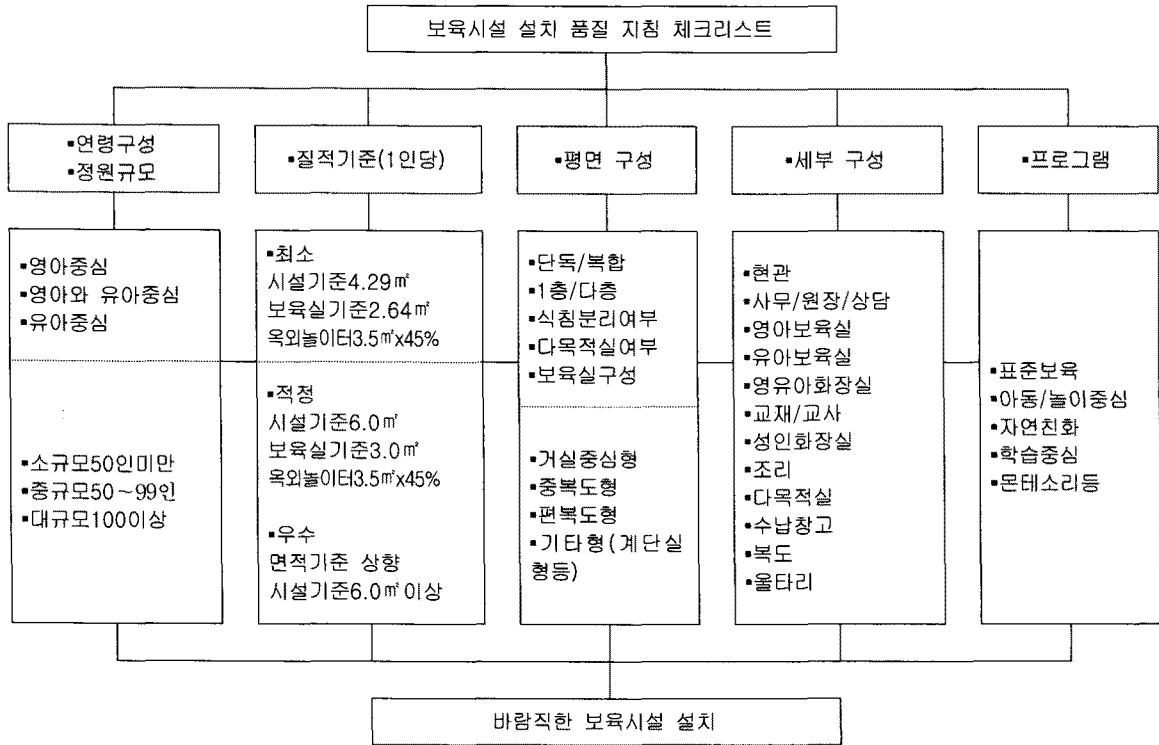 보육시설 설치 품질 지침 체크리스트
▪연령구성
▪정원규모
▪질적기준(1인당)
▪평면 구성
▪세부 구성
▪프로그램
▪영아중심
▪영아와 유아중심
▪유아중심
▪소규모50인미만
▪중규모50~99인
▪대규모100이상
▪최소
시설기준4.29㎡
보육실기준2.64㎡
옥외놀이터3.5㎡x45%
▪적정
시설기준6.0㎡
보육실기준3.0㎡
옥외놀이터3.5㎡x45%
▪우수
면적기준 상향
시설기준6.0㎡이상
▪단독/복합
▪1층/다층
▪식침분리여부
▪다목적실여부
▪보육실구성
▪거실중심형
▪중복도형
▪편복도형
▪기타형(계단실
형등)
▪현관
▪사무/원장/상담
▪영아보육실
▪유아보육실
▪영유아화장실
▪교재/교사
▪성인화장실
▪조리
▪다목적실
▪수납창고
▪복도
▪울타리
▪표준보육
▪아동/놀이중심
▪자연친화
▪학습중심
▪몬테소리등
바람직한 보육시설 설치